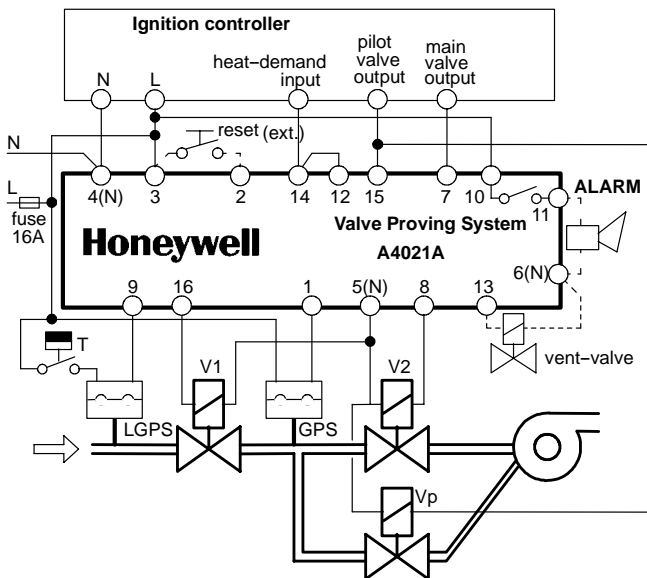 Ignition controller
N L heat-demand input pilot valve output main valve output
reset (ext.)
N
L
fuse 16A
4(N) 3 2 14 12 15 7 10 11
ALARM
Valve Proving System
Honeywell
A4021A
6(N)
9 16 1 5(N) 8 13
T V1 V2 vent-valve
LGPS GPS
Vp